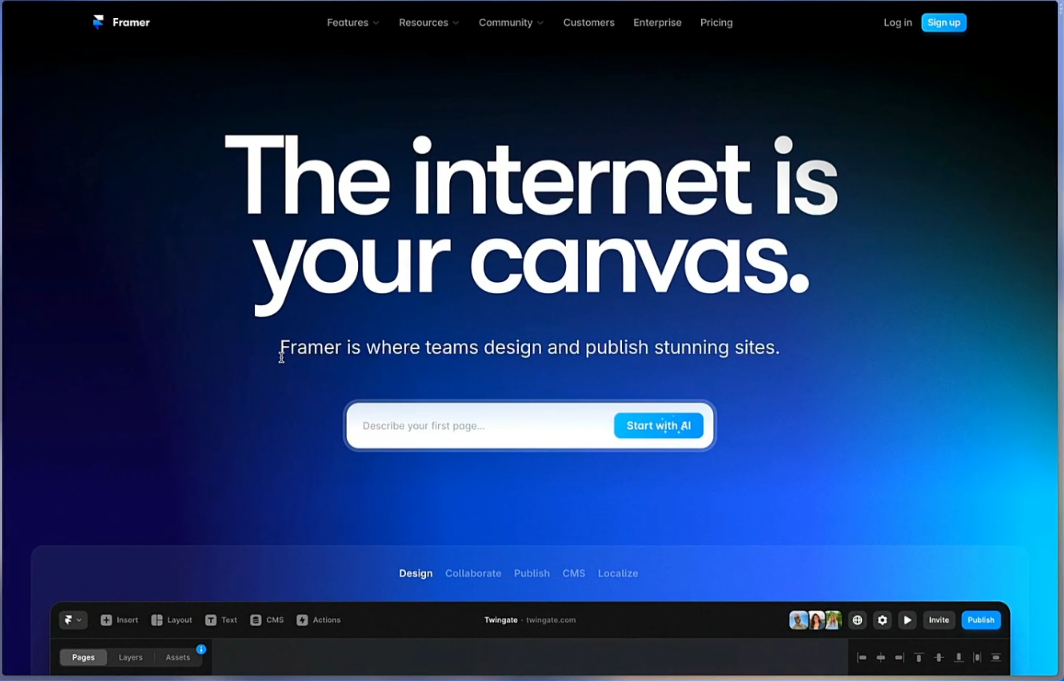 Framer
Features Resources Community Customers Enterprise Pricing
Log in Sign up
The internet is
your canvas.
Framer is where teams design and publish stunning sites.
Describe your first page...
Start with AI
Design Collaborate Publish CMS Localize
Insert Layout Text CMS Actions
Twingate · twingate.com
Invite Publish
Pages Layers Assets